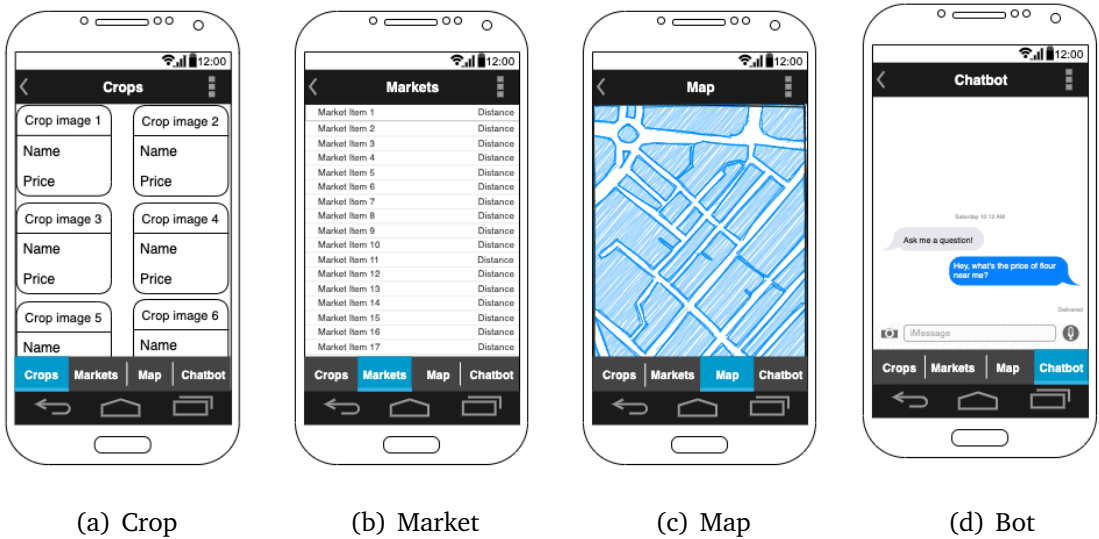 12:00
Crops
Crop image 1
Name
Price
Crop image 2
Name
Price
Crop image 3
Name
Price
Crop image 4
Name
Price
Crop image 5
Name
Crop image 6
Name
Crops Markets Map Chatbot
(a) Crop
12:00
Markets
Market Item 1 Distance
Market Item 2 Distance
Market Item 3 Distance
Market Item 4 Distance
Market Item 5 Distance
Market Item 6 Distance
Market Item 7 Distance
Market Item 8 Distance
Market Item 9 Distance
Market Item 10 Distance
Market Item 11 Distance
Market Item 12 Distance
Market Item 13 Distance
Market Item 14 Distance
Market Item 15 Distance
Market Item 16 Distance
Market Item 17 Distance
Crops Markets Map Chatbot
(b) Market
12:00
Map
Crops Markets Map Chatbot
(c) Map
12:00
Chatbot
Saturday 10:12 AM
Ask me a question!
Hey, what's the price of flour
near me?
Delivered
iMessage
Crops Markets Map Chatbot
(d) Bot